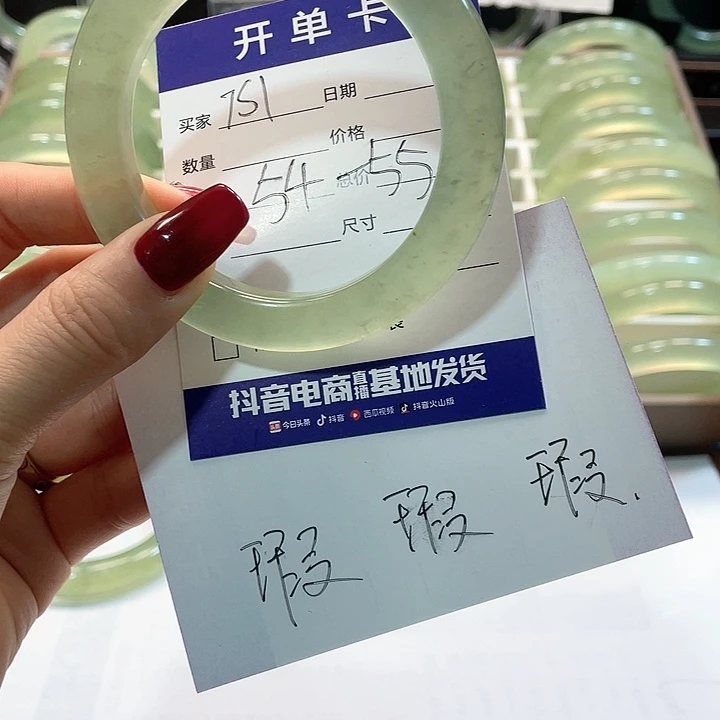 开单卡
买家 751 日期
数量 价格
54-55
总价
尺寸
抖音电商直播基地发货
今日头条 抖音 西瓜视频 抖音火山版
瑕 瑕 瑕.